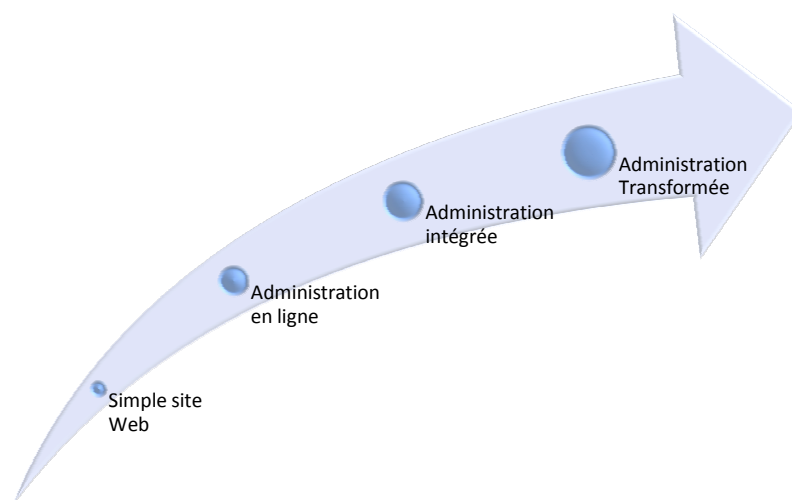 Administration
Transformée
Administration
intégrée
Administration
en ligne
Simple site
Web